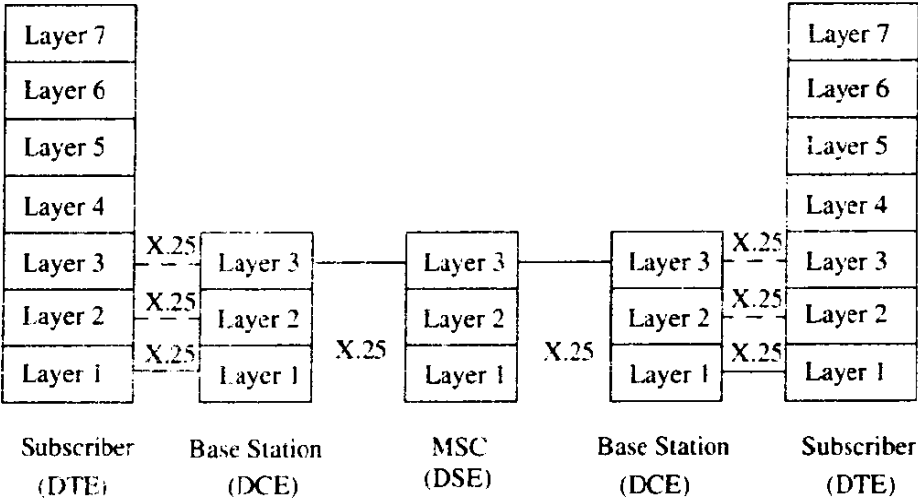 Layer 7 Layer 7
Layer 6 Layer 6
Layer 5 Layer 5
Layer 4 Layer 4
X.25 X.25
Layer 3 Layer 3 Layer 3 Layer 3 Layer 3
X.25 X.25
Layer 2 Layer 2 Layer 2 Layer 2 Layer 2
X.25 X.25 X.25 X.25
Layer 1 Layer 1 Layer 1 Layer 1 Layer 1
Subscriber Base Station MSC Base Station Subscriber
(DTE) (DCE) (DSE) (DCE) (DTE)